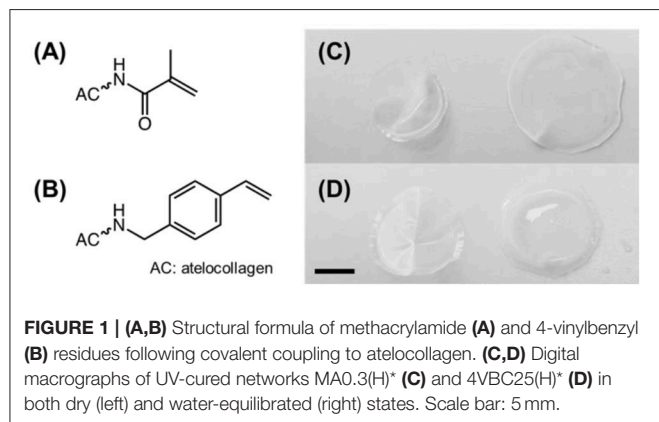 (A)
H
N
AC
O
(B)
H
N
AC
AC: atelocollagen
(C)
(D)
FIGURE 1 | (A,B) Structural formula of methacrylamide (A) and 4-vinylbenzyl
(B) residues following covalent coupling to atelocollagen. (C,D) Digital
macrographs of UV-cured networks MA0.3(H)* (C) and 4VBC25(H)* (D) in
both dry (left) and water-equilibrated (right) states. Scale bar: 5 mm.